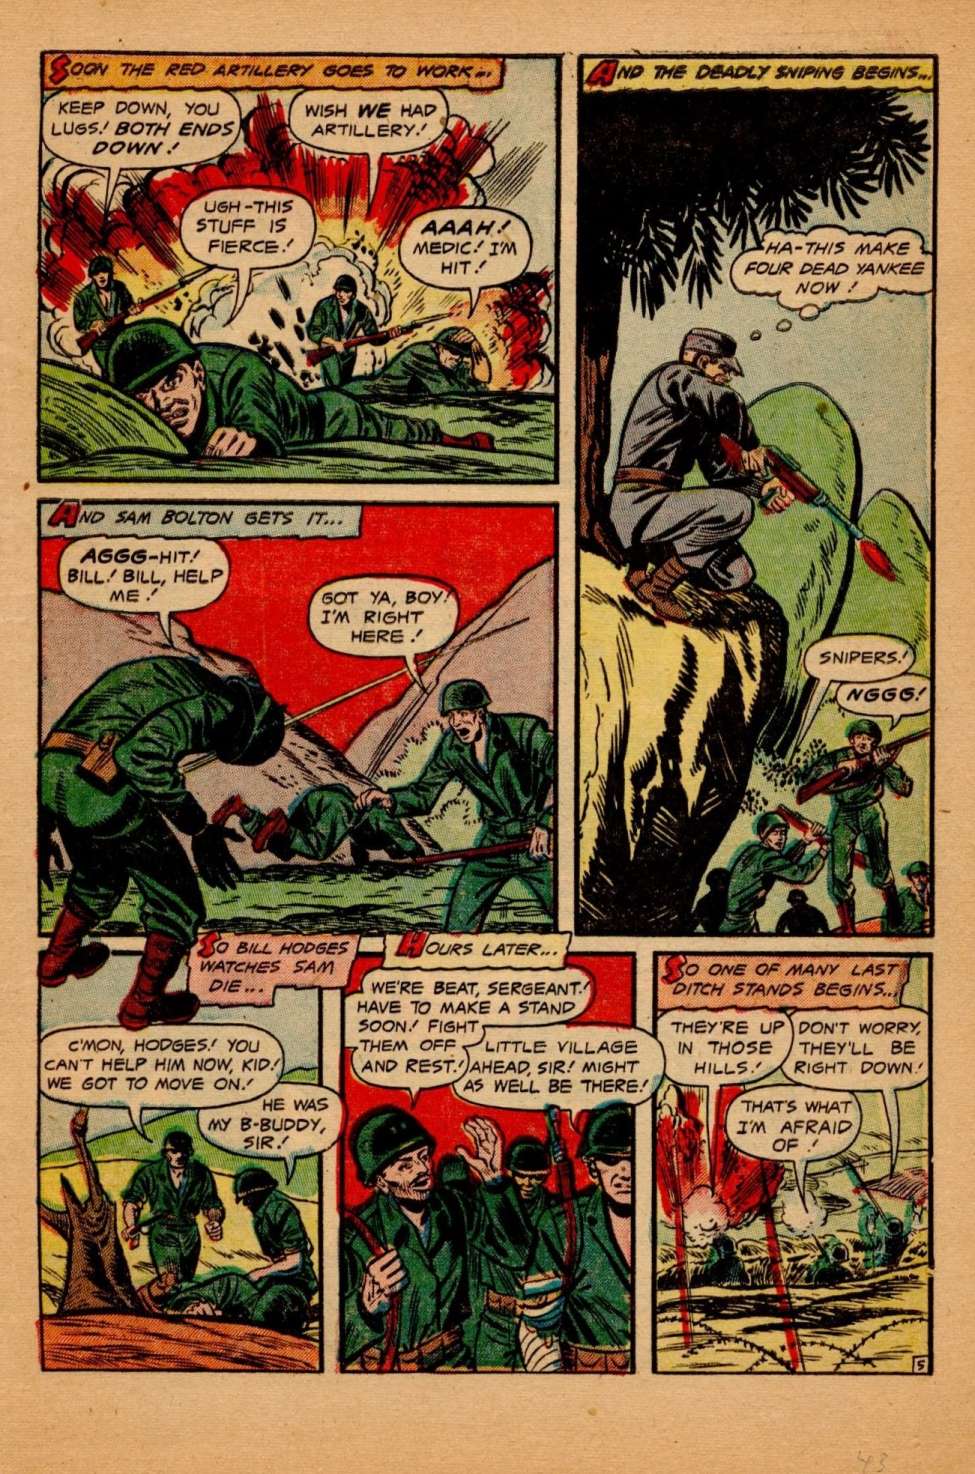 SOON THE RED ARTILLERY GOES TO WORK...
KEEP DOWN, YOU
LUGS! BOTH ENDS
DOWN!
WISH WE HAD
ARTILLERY!
UGH-THIS
STUFF IS
FIERCE!
AAAH!
MEDIC! I'M
HIT!
AND THE DEADLY SNIPING BEGINS...
HA-THIS MAKE
FOUR DEAD YANKEE
NOW!
SNIPERS!
NGGG!
AND SAM BOLTON GETS IT...
AGGG-HIT!
BILL! BILL, HELP
ME!
GOT YA, BOY!
I'M RIGHT
HERE!
SO BILL HODGES
WATCHES SAM
DIE...
C'MON, HODGES! YOU
CAN'T HELP HIM NOW, KID!
WE GOT TO MOVE ON!
HE WAS
MY B-BUDDY,
SIR!
HOURS LATER...
WE'RE BEAT, SERGEANT!
HAVE TO MAKE A STAND
SOON! FIGHT
THEM OFF
AND REST!
LITTLE VILLAGE
AHEAD, SIR! MIGHT
AS WELL BE THERE!
SO ONE OF MANY LAST
DITCH STANDS BEGINS...
THEY'RE UP
IN THOSE
HILLS!
DON'T WORRY,
THEY'LL BE
RIGHT DOWN!
THAT'S WHAT
I'M AFRAID
OF!
5
43